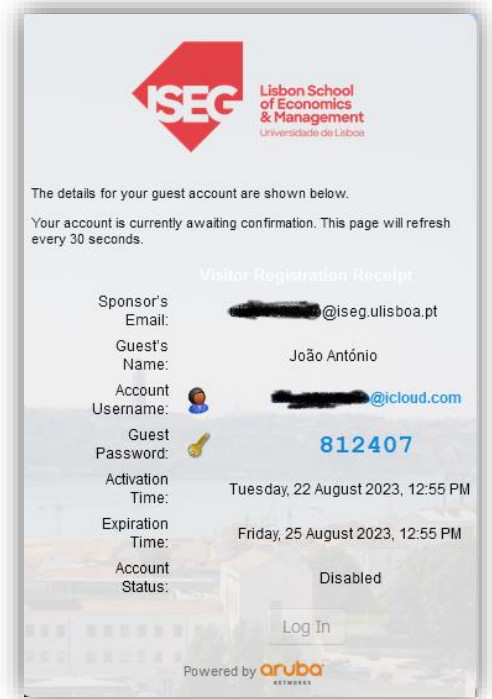 ISEG
Lisbon School
of Economics
& Management
Universidade de Lisboa
The details for your guest account are shown below.
Your account is currently awaiting confirmation. This page will refresh
every 30 seconds.
Visitor Registration Receipt
Sponsor's
Email:
@iseg.ulisboa.pt
Guest's
Name:
João António
Account
Username:
@icloud.com
Guest
Password:
812407
Activation
Time:
Tuesday, 22 August 2023, 12:55 PM
Expiration
Time:
Friday, 25 August 2023, 12:55 PM
Account
Status:
Disabled
Log In
Powered by aruba
NETWORKS